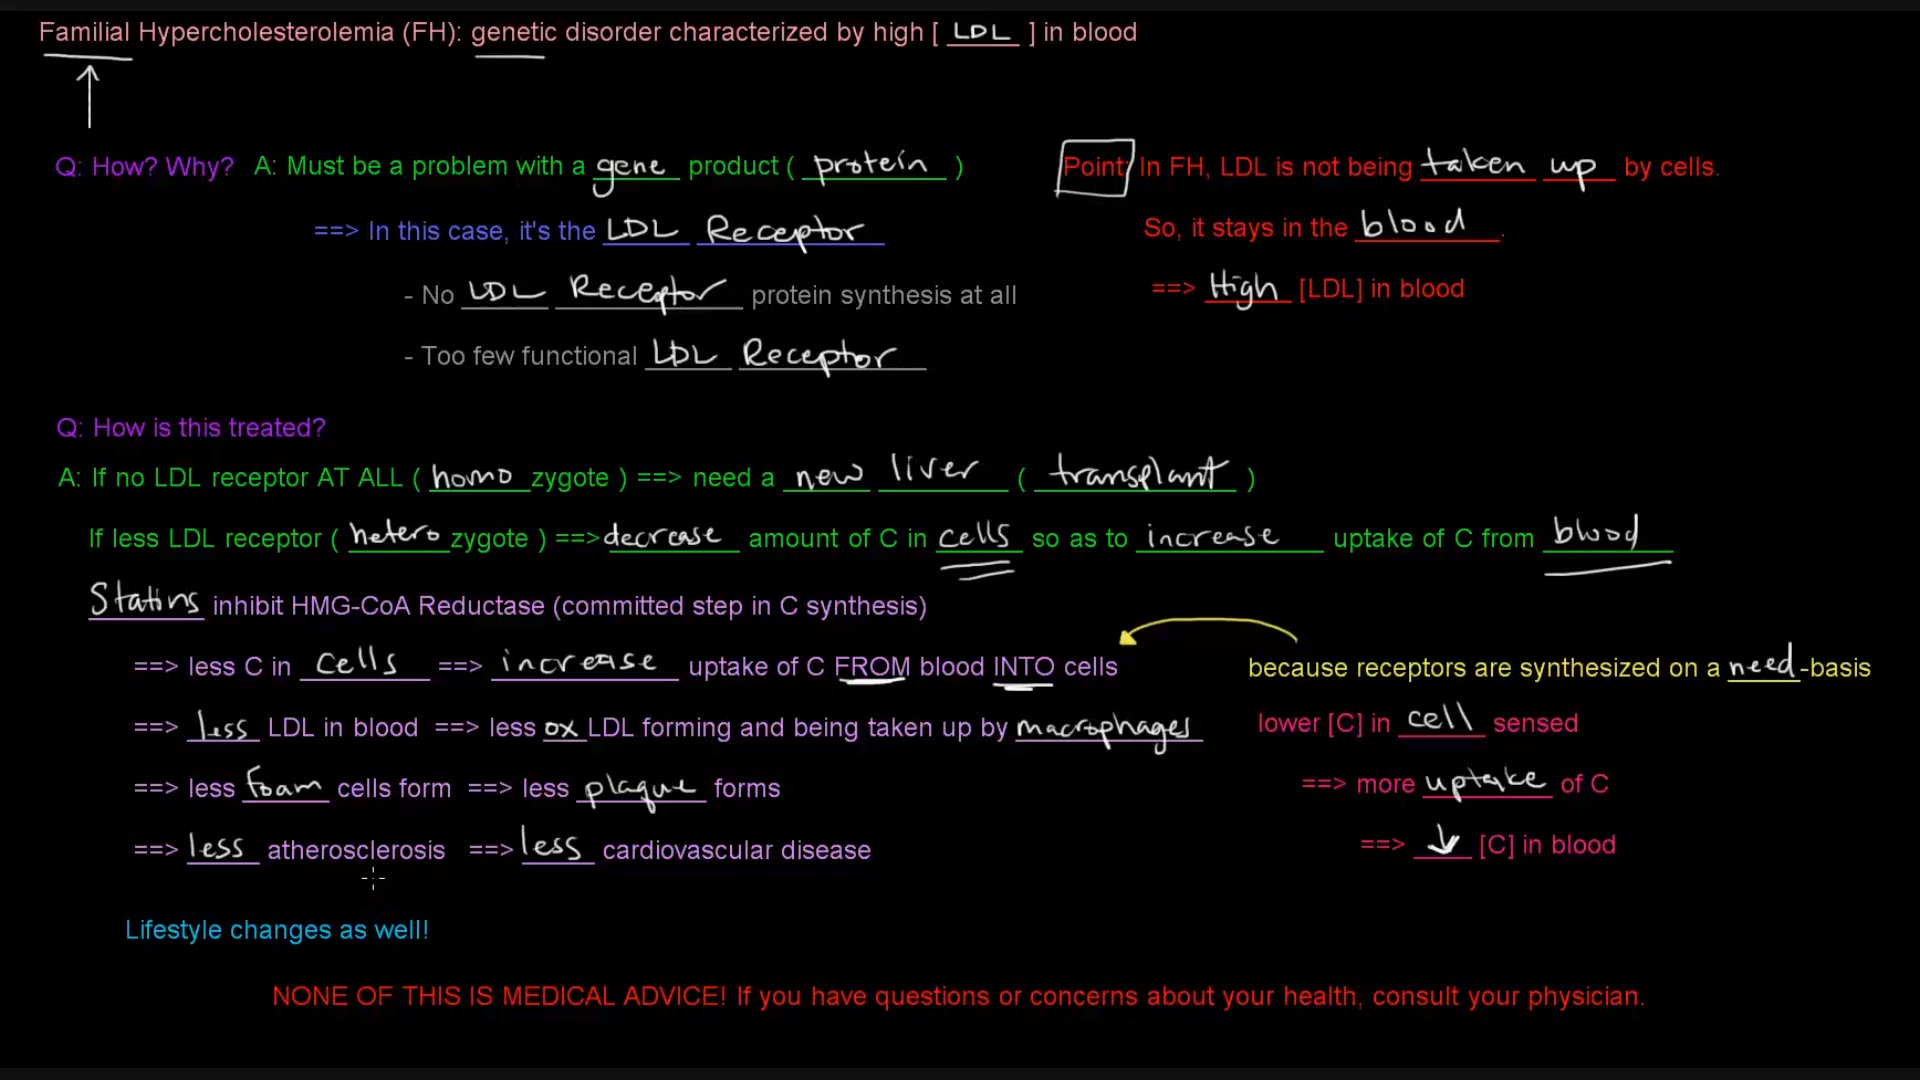 Familial Hypercholesterolemia (FH): genetic disorder characterized by high [ LDL ] in blood
Q: How? Why? A: Must be a problem with a gene product ( protein )
==> In this case, it's the LDL Receptor
- No LDL Receptor protein synthesis at all
- Too few functional LDL Receptor
Point: In FH, LDL is not being taken up by cells.
So, it stays in the blood.
==> High [LDL] in blood
Q: How is this treated?
A: If no LDL receptor AT ALL ( homo zygote ) ==> need a new liver ( transplant )
If less LDL receptor ( hetero zygote ) ==> decrease amount of C in cells so as to increase uptake of C from blood
Statins inhibit HMG-CoA Reductase (committed step in C synthesis)
==> less C in cells ==> increase uptake of C FROM blood INTO cells
==> less LDL in blood ==> less ox LDL forming and being taken up by macrophages
==> less foam cells form ==> less plaque forms
==> less atherosclerosis ==> less cardiovascular disease
because receptors are synthesized on a need-basis
lower [C] in cell sensed
==> more uptake of C
==> ↓ [C] in blood
Lifestyle changes as well!
NONE OF THIS IS MEDICAL ADVICE! If you have questions or concerns about your health, consult your physician.